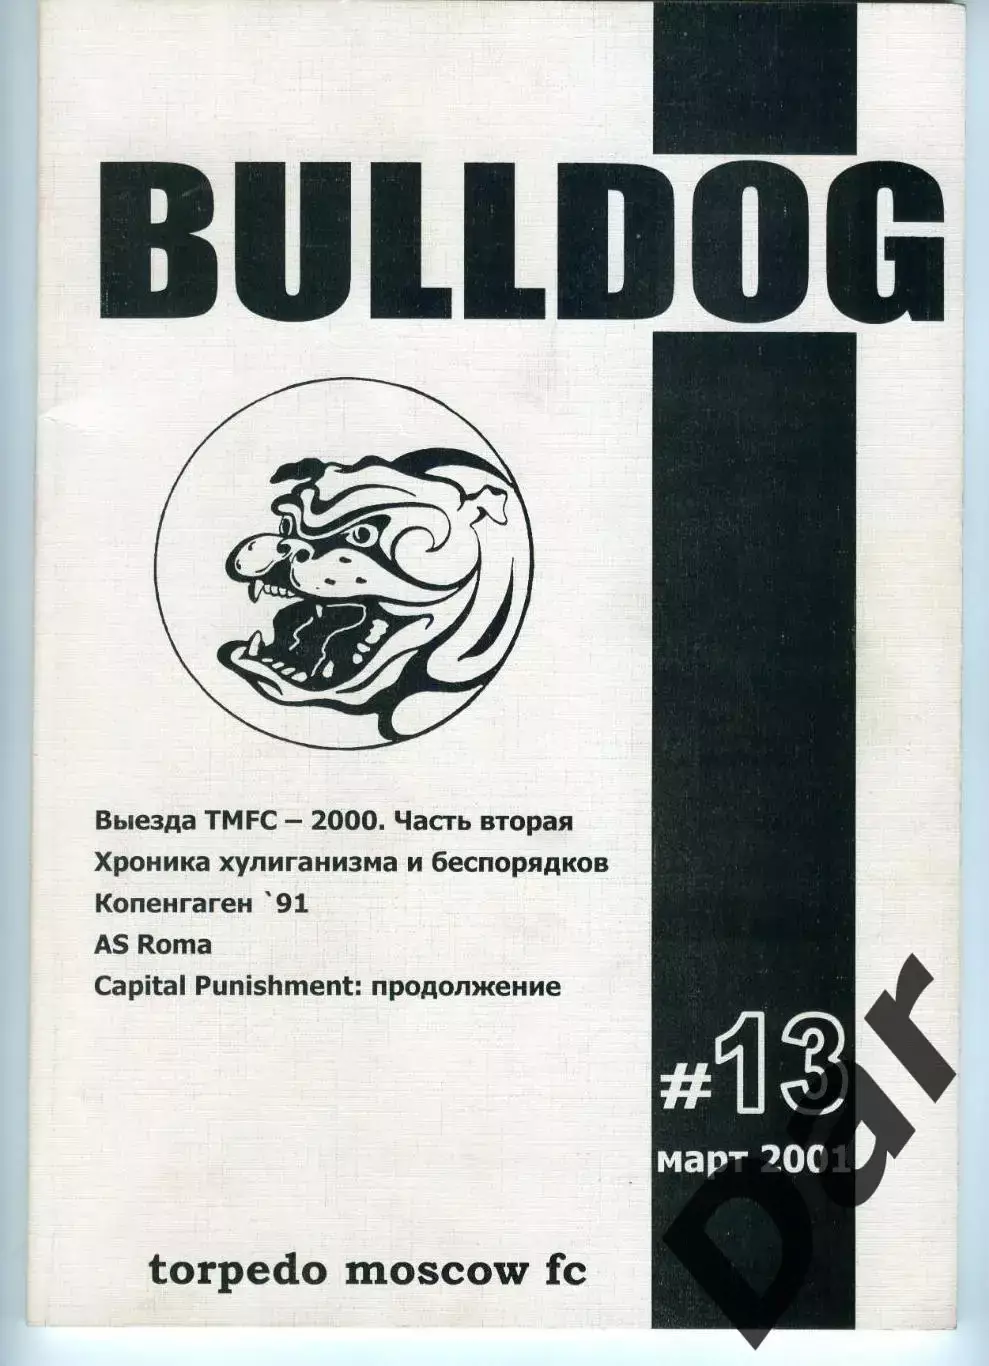 BULLDOG
Выезда TMFC – 2000. Часть вторая
Хроника хулиганизма и беспорядков
Копенгаген `91
AS Roma
Capital Punishment: продолжение
#13
март 2001
torpedo moscow fc
Dar